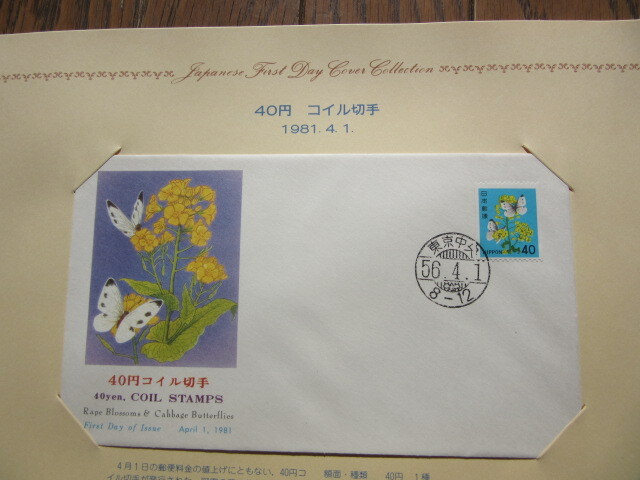 Japanese First Day Cover Collection
40円 コイル切手
1981.4.1.
日本郵便
NIPPON 40
東京中央
56.4.1
8-12
40円コイル切手
40yen, COIL STAMPS
Rape Blossoms & Cabbage Butterflies
First Day of Issue April 1, 1981
4月1日の郵便料金の値上げにともない、40円コ 額面・種類 40円 1種